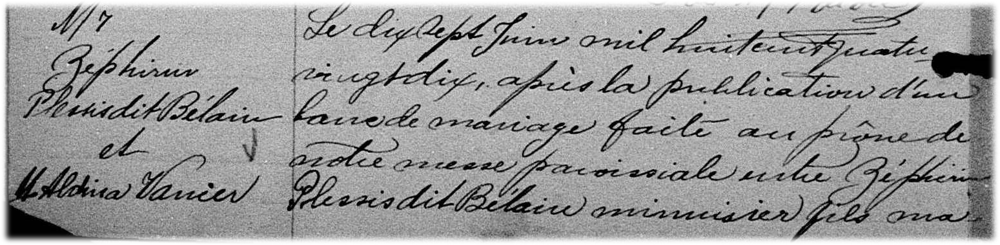 M 7
Zéphirin
Plessis dit Bélair
et
M Aldina Vanier
Le dix sept Juin mil huit cent quatre
vingt dix, après la publication d'un
banc de mariage faite au prône de
notre messe paroissiale entre Zéphirin
Plessis dit Bélair minuisier fils ma